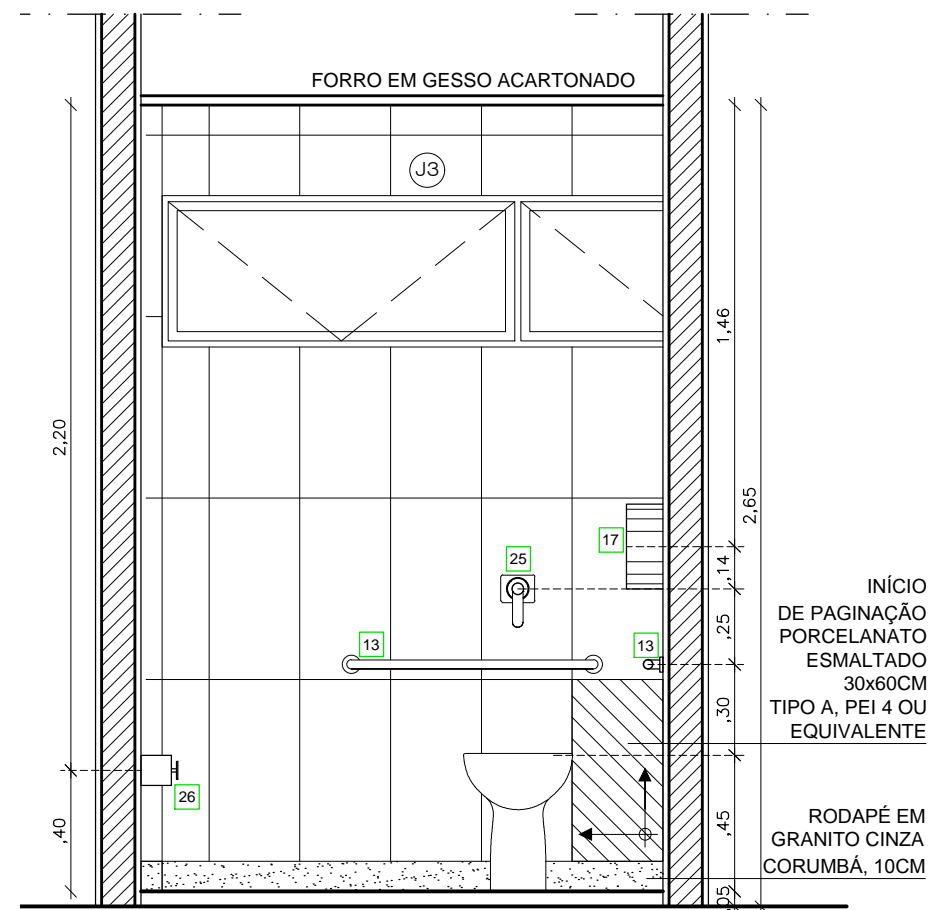 FORRO EM GESSO ACARTONADO
J3
1,46
2,20
2,65
17
,14
25
INÍCIO
DE PAGINAÇÃO
PORCELANATO
ESMALTADO
30x60CM
TIPO A, PEI 4 OU
EQUIVALENTE
,25
13
13
,30
26
,40
,45
RODAPÉ EM
GRANITO CINZA
CORUMBÁ, 10CM
,05